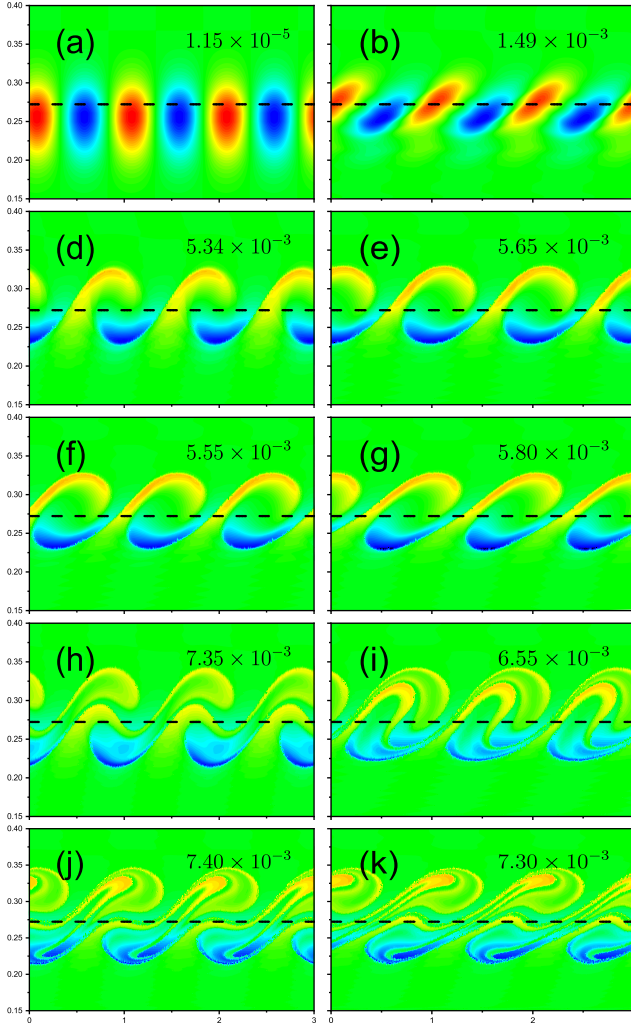 0.40
(a)
1.15 × 10⁻⁵
0.35
0.30
0.25
0.20
0.15
(b)
1.49 × 10⁻³
0.40
(d)
5.34 × 10⁻³
0.35
0.30
0.25
0.20
0.15
(e)
5.65 × 10⁻³
0.40
(f)
5.55 × 10⁻³
0.35
0.30
0.25
0.20
0.15
(g)
5.80 × 10⁻³
0.40
(h)
7.35 × 10⁻³
0.35
0.30
0.25
0.20
0.15
(i)
6.55 × 10⁻³
0.40
(j)
7.40 × 10⁻³
0.35
0.30
0.25
0.20
0.15
(k)
7.30 × 10⁻³
0 1 2 3
0 1 2